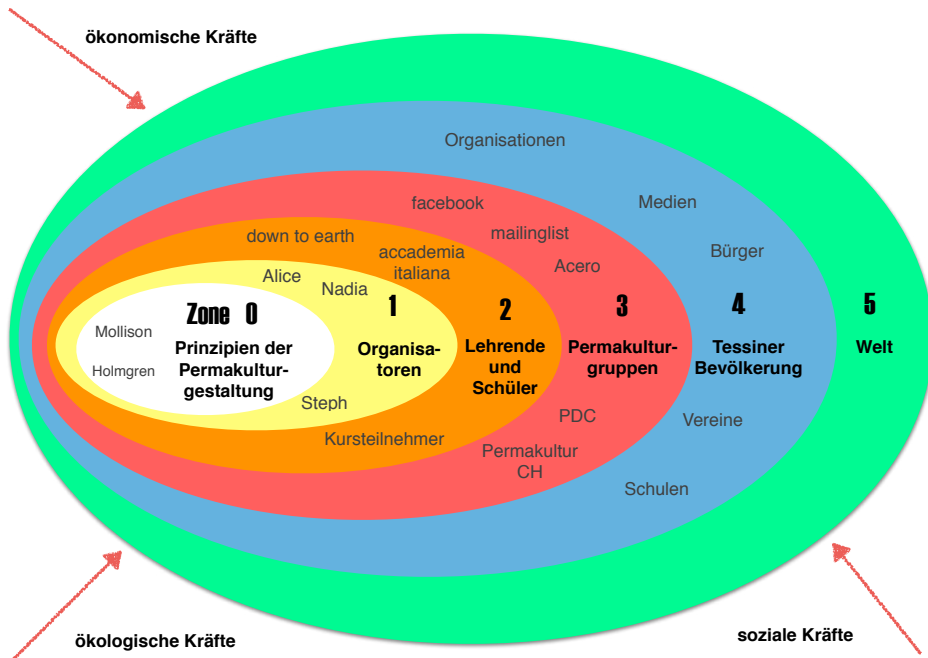 ökonomische Kräfte
Organisationen
facebook
Medien
mailinglist
down to earth
accademia
italiana
Bürger
Acero
Alice
Nadia
Zone 0
1
2
3
4
5
Mollison
Holmgren
Prinzipien der
Permakultur-
gestaltung
Organisa-
toren
Lehrende
und
Schüler
Permakultur-
gruppen
Tessiner
Bevölkerung
Welt
Steph
Kursteilnehmer
PDC
Permakultur
CH
Vereine
Schulen
ökologische Kräfte
soziale Kräfte